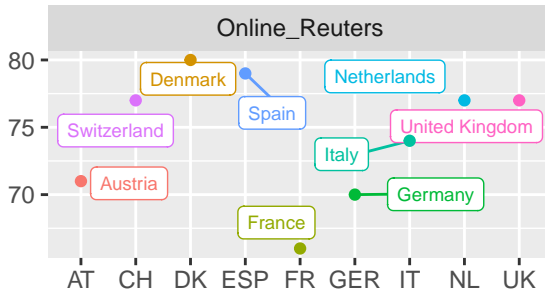 Online_Reuters
80
75
70
Denmark
Netherlands
Spain
Switzerland
United Kingdom
Italy
Austria
Germany
France
AT CH DK ESP FR GER IT NL UK